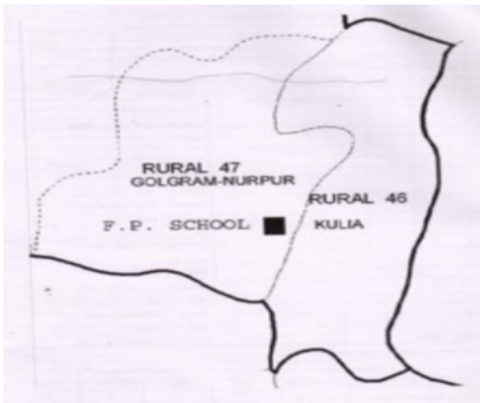 RURAL 47
GOLGRAM-NURPUR
RURAL 46
F.P. SCHOOL
KULIA